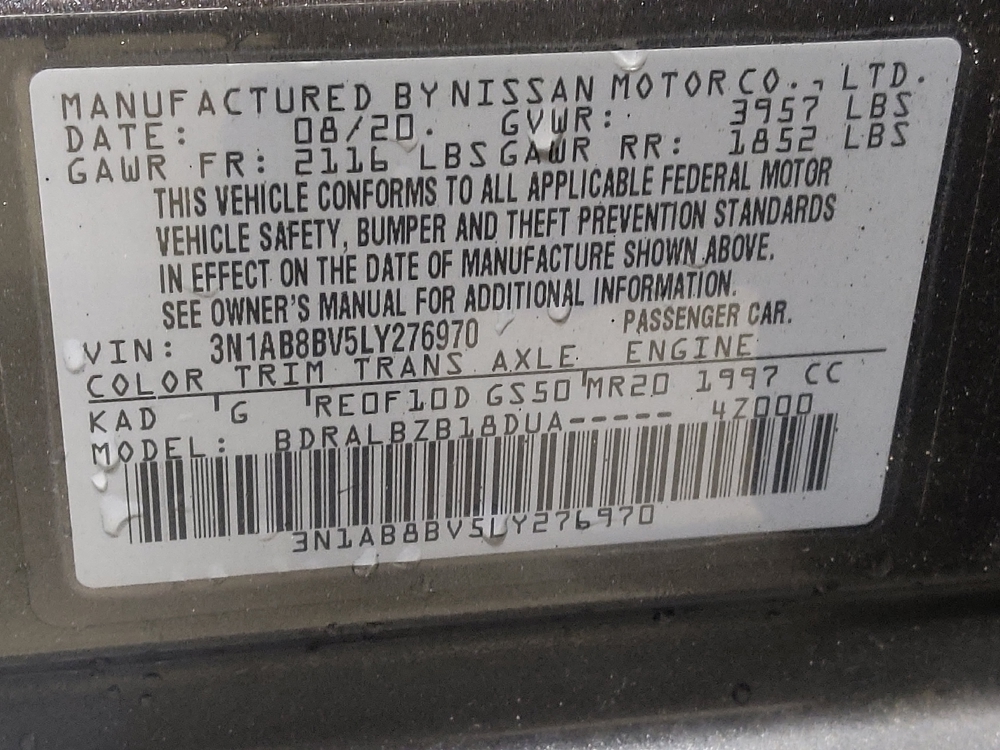 MANUFACTURED BY NISSAN MOTOR CO., LTD.
DATE: 08/20. GVWR: 3957 LBS
GAWR FR: 2116 LBS GAWR RR: 1852 LBS
THIS VEHICLE CONFORMS TO ALL APPLICABLE FEDERAL MOTOR
VEHICLE SAFETY, BUMPER AND THEFT PREVENTION STANDARDS
IN EFFECT ON THE DATE OF MANUFACTURE SHOWN ABOVE.
SEE OWNER'S MANUAL FOR ADDITIONAL INFORMATION.
VIN: 3N1AB8BV5LY276970 PASSENGER CAR.
COLOR TRIM TRANS AXLE ENGINE
KAD G RE0F10D GS50 MR20 1997 CC
MODEL: BDRALBZB18DUA----- 4Z000
3N1AB8BV5LY276970